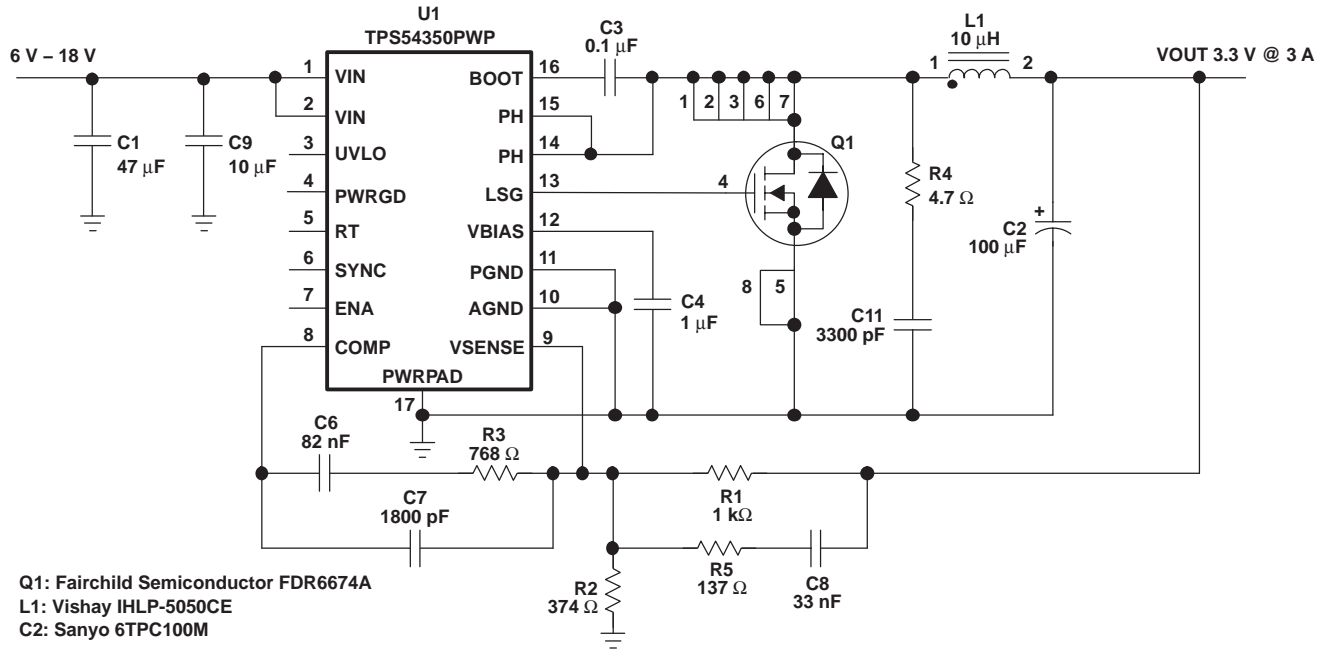 U1
TPS54350PWP
6 V – 18 V
C1
47 μF
C9
10 μF
1 VIN
2 VIN
3 UVLO
4 PWRGD
5 RT
6 SYNC
7 ENA
8 COMP
BOOT 16
PH 15
PH 14
LSG 13
VBIAS 12
PGND 11
AGND 10
VSENSE 9
PWRPAD
17
C3
0.1 μF
1 2 3 6 7
Q1
4
8 5
C4
1 μF
L1
10 μH
1 2
VOUT 3.3 V @ 3 A
R4
4.7 Ω
C11
3300 pF
+
C2
100 μF
C6
82 nF
R3
768 Ω
C7
1800 pF
R1
1 kΩ
R5
137 Ω
C8
33 nF
R2
374 Ω
Q1: Fairchild Semiconductor FDR6674A
L1: Vishay IHLP-5050CE
C2: Sanyo 6TPC100M